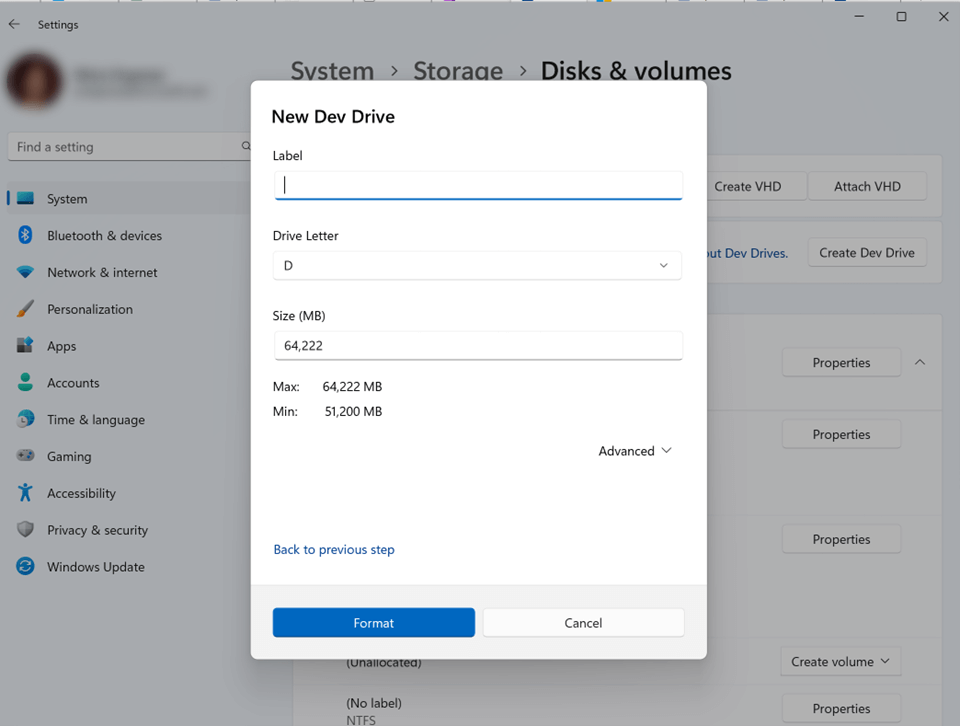 Settings
System > Storage > Disks & volumes
Find a setting
System
Bluetooth & devices
Network & internet
Personalization
Apps
Accounts
Time & language
Gaming
Accessibility
Privacy & security
Windows Update
New Dev Drive
Label
Drive Letter
D
Size (MB)
64,222
Max: 64,222 MB
Min: 51,200 MB
Advanced
Back to previous step
Format Cancel
Create VHD Attach VHD
Dev Drives. Create Dev Drive
Properties
Properties
Properties
(Unallocated) Create volume
(No label) Properties
NTFS